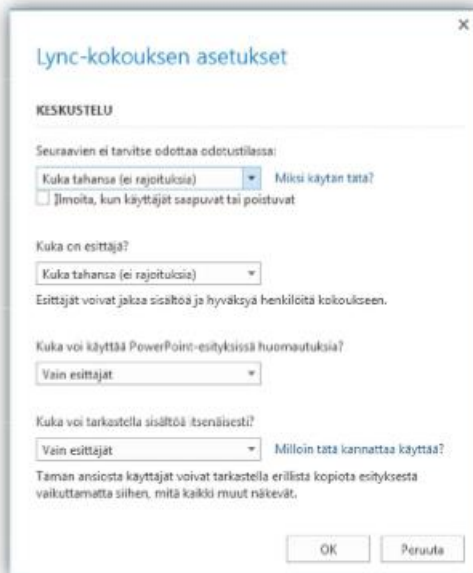 Lync-kokouksen asetukset
KESKUSTELU
Seuraavien ei tarvitse odottaa odotustilassa:
Kuka tahansa (ei rajoituksia) Miksi käytän tätä?
Ilmoita, kun käyttäjät saapuvat tai poistuvat
Kuka on esittäjä?
Kuka tahansa (ei rajoituksia)
Esittäjät voivat jakaa sisältöä ja hyväksyä henkilöitä kokoukseen.
Kuka voi käyttää PowerPoint-esityksissä huomautuksia?
Vain esittäjät
Kuka voi tarkastella sisältöä itsenäisesti?
Vain esittäjät Milloin tätä kannattaa käyttää?
Tämän ansiosta käyttäjät voivat tarkastella erillistä kopiota esityksestä
vaikuttamatta siihen, mitä kaikki muut näkevät.
OK Peruuta